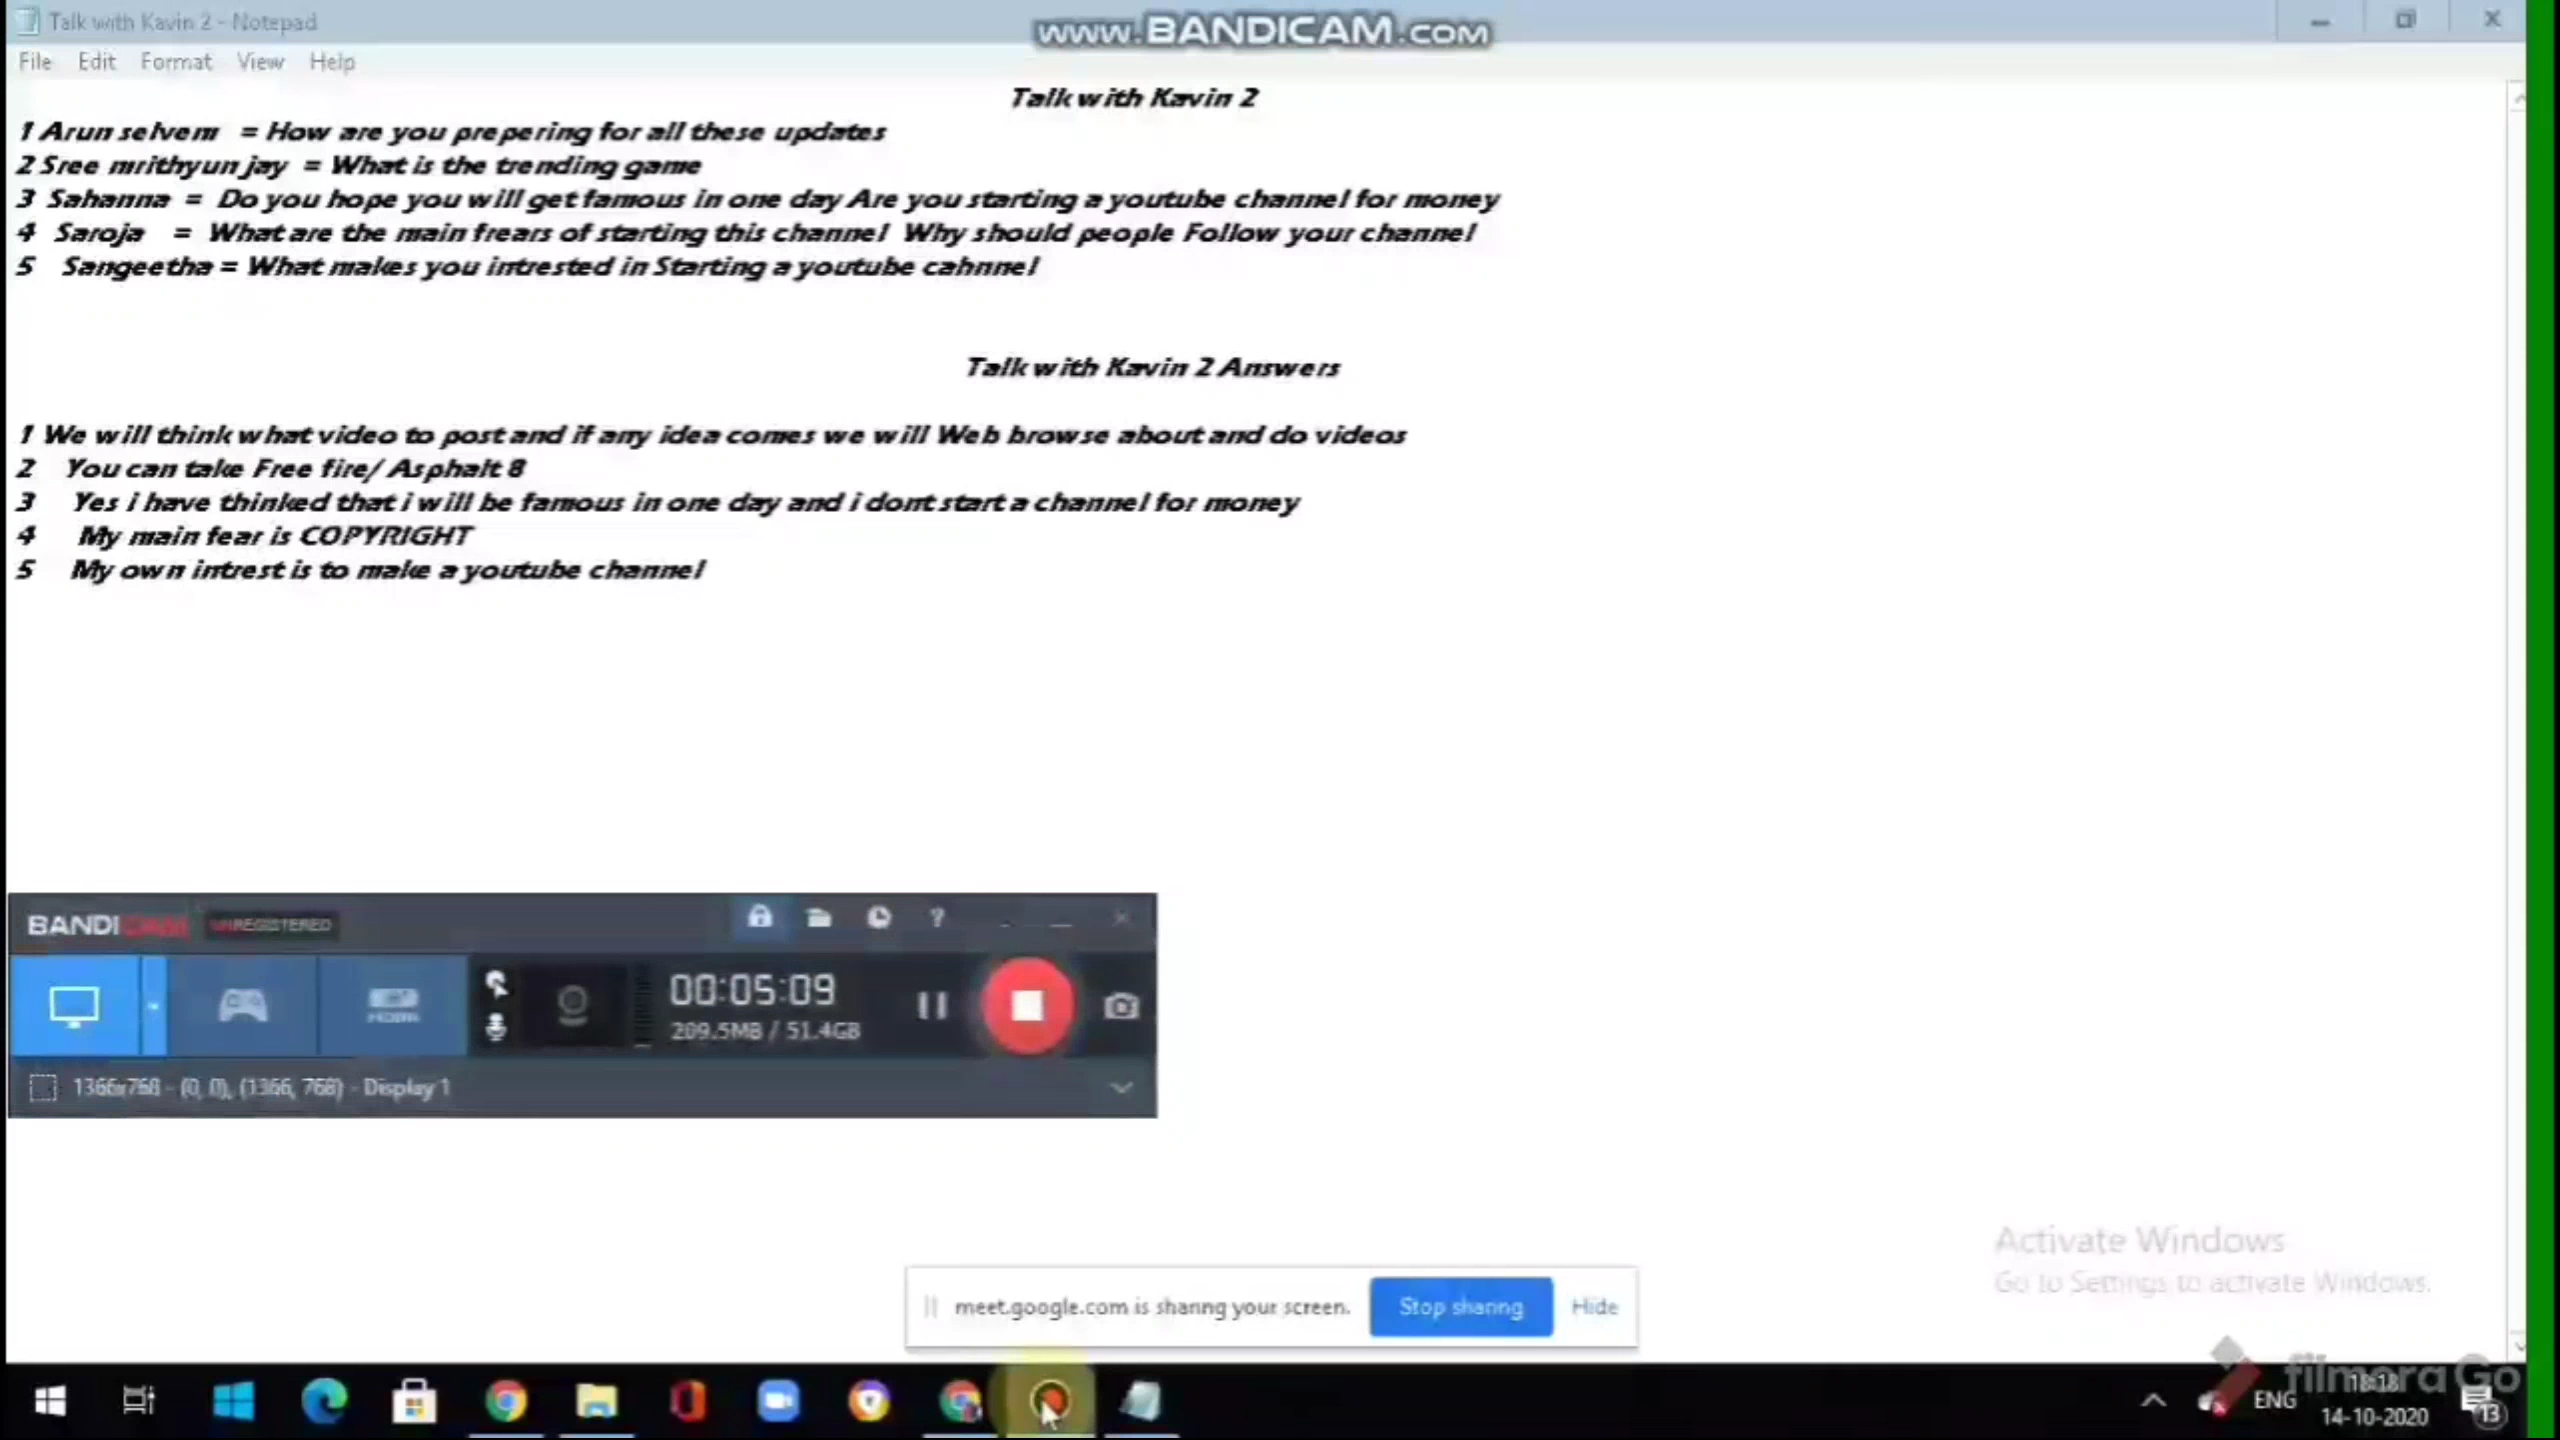 Talk with Kavin 2 - Notepad
www.BANDICAM.com
File Edit Format View Help
Talk with Kavin 2
1 Arun selvem = How are you prepering for all these updates
2 Sree mrithyun jay = What is the trending game
3 Sahanna = Do you hope you will get famous in one day Are you starting a youtube channel for money
4 Saroja = What are the main frears of starting this channel Why should people Follow your channel
5 Sangeetha = What makes you intrested in Starting a youtube cahnnel
Talk with Kavin 2 Answers
1 We will think what video to post and if any idea comes we will Web browse about and do videos
2 You can take Free fire/ Asphalt 8
3 Yes i have thinked that i will be famous in one day and i dont start a channel for money
4 My main fear is COPYRIGHT
5 My own intrest is to make a youtube channel
BANDICAM UNREGISTERED
HDMI
00:05:09
209.5MB / 51.4GB
1366x768 - (0, 0), (1366, 768) - Display 1
Activate Windows
Go to Settings to activate Windows.
meet.google.com is sharing your screen. Stop sharing Hide
filmora Go
ENG
18:18
14-10-2020
13